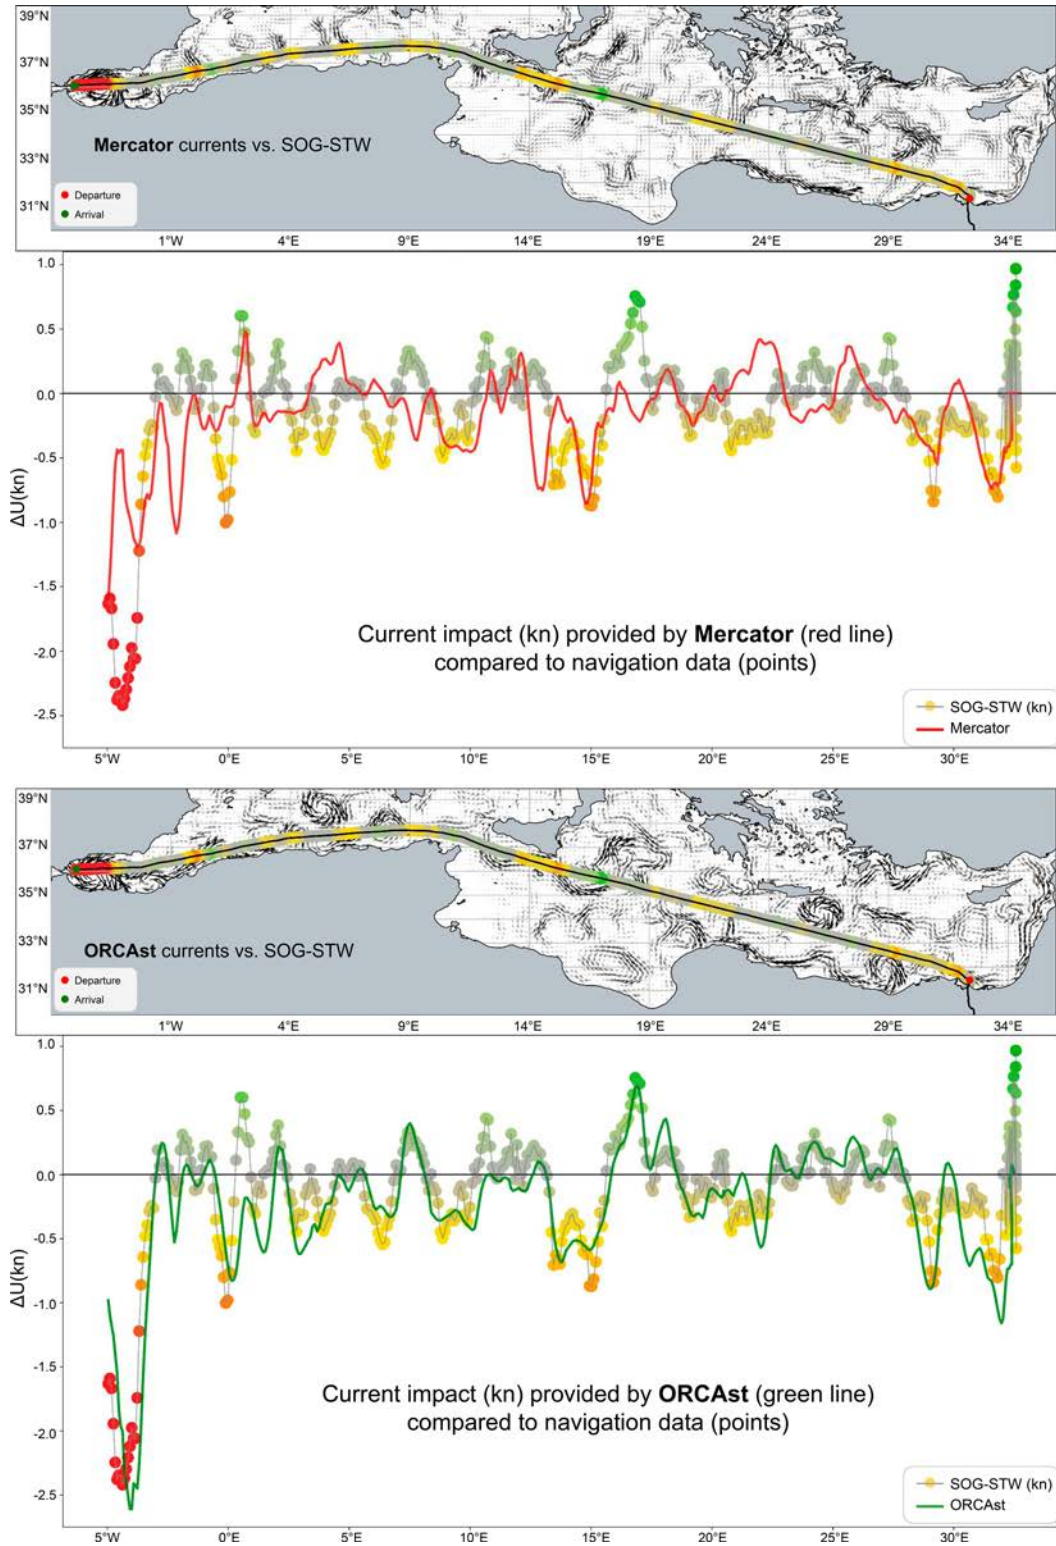 39°N
37°N
35°N
33°N
31°N
Mercator currents vs. SOG-STW
Departure
Arrival
1°W 4°E 9°E 14°E 19°E 24°E 29°E 34°E
1.0
0.5
0.0
-0.5
-1.0
-1.5
-2.0
-2.5
ΔU(kn)
Current impact (kn) provided by Mercator (red line)
compared to navigation data (points)
SOG-STW (kn)
Mercator
5°W 0°E 5°E 10°E 15°E 20°E 25°E 30°E
39°N
37°N
35°N
33°N
31°N
ORCAst currents vs. SOG-STW
Departure
Arrival
1°W 4°E 9°E 14°E 19°E 24°E 29°E 34°E
1.0
0.5
0.0
-0.5
-1.0
-1.5
-2.0
-2.5
ΔU(kn)
Current impact (kn) provided by ORCAst (green line)
compared to navigation data (points)
SOG-STW (kn)
ORCAst
5°W 0°E 5°E 10°E 15°E 20°E 25°E 30°E